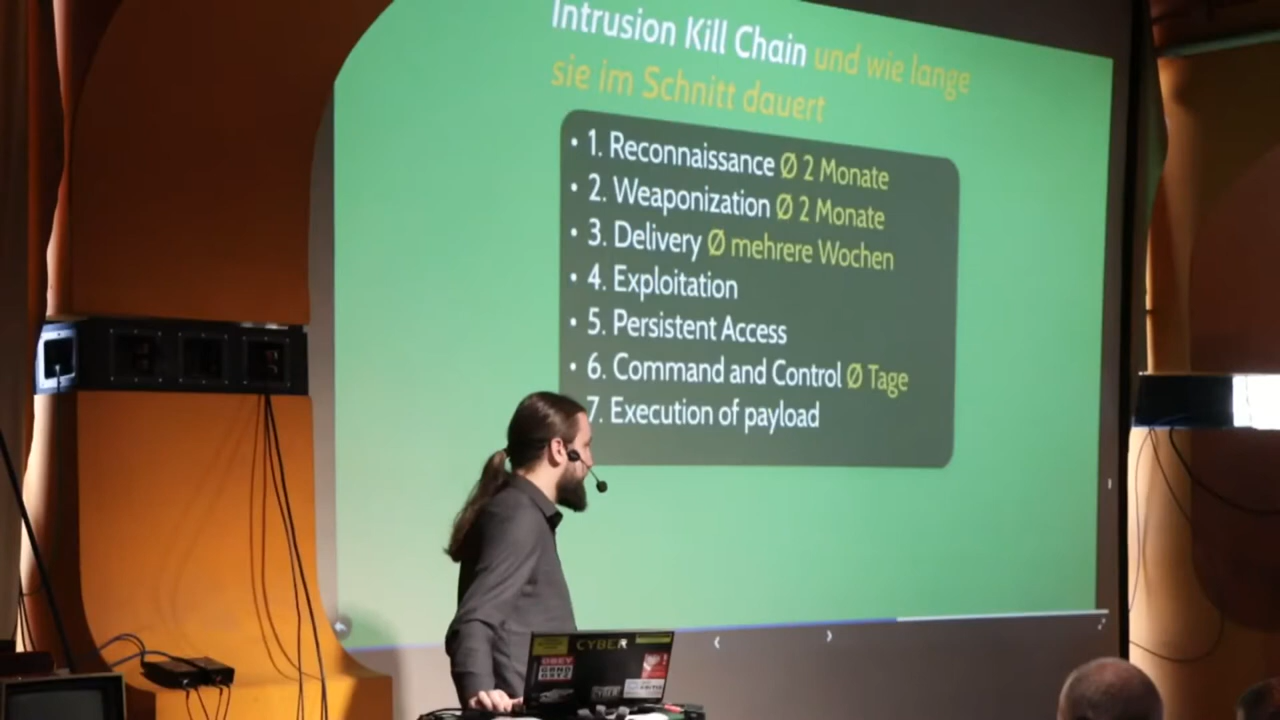 Intrusion Kill Chain und wie lange
sie im Schnitt dauert
• 1. Reconnaissance Ø 2 Monate
• 2. Weaponization Ø 2 Monate
• 3. Delivery Ø mehrere Wochen
• 4. Exploitation
• 5. Persistent Access
• 6. Command and Control Ø Tage
7. Execution of payload
CYBER
OBEY